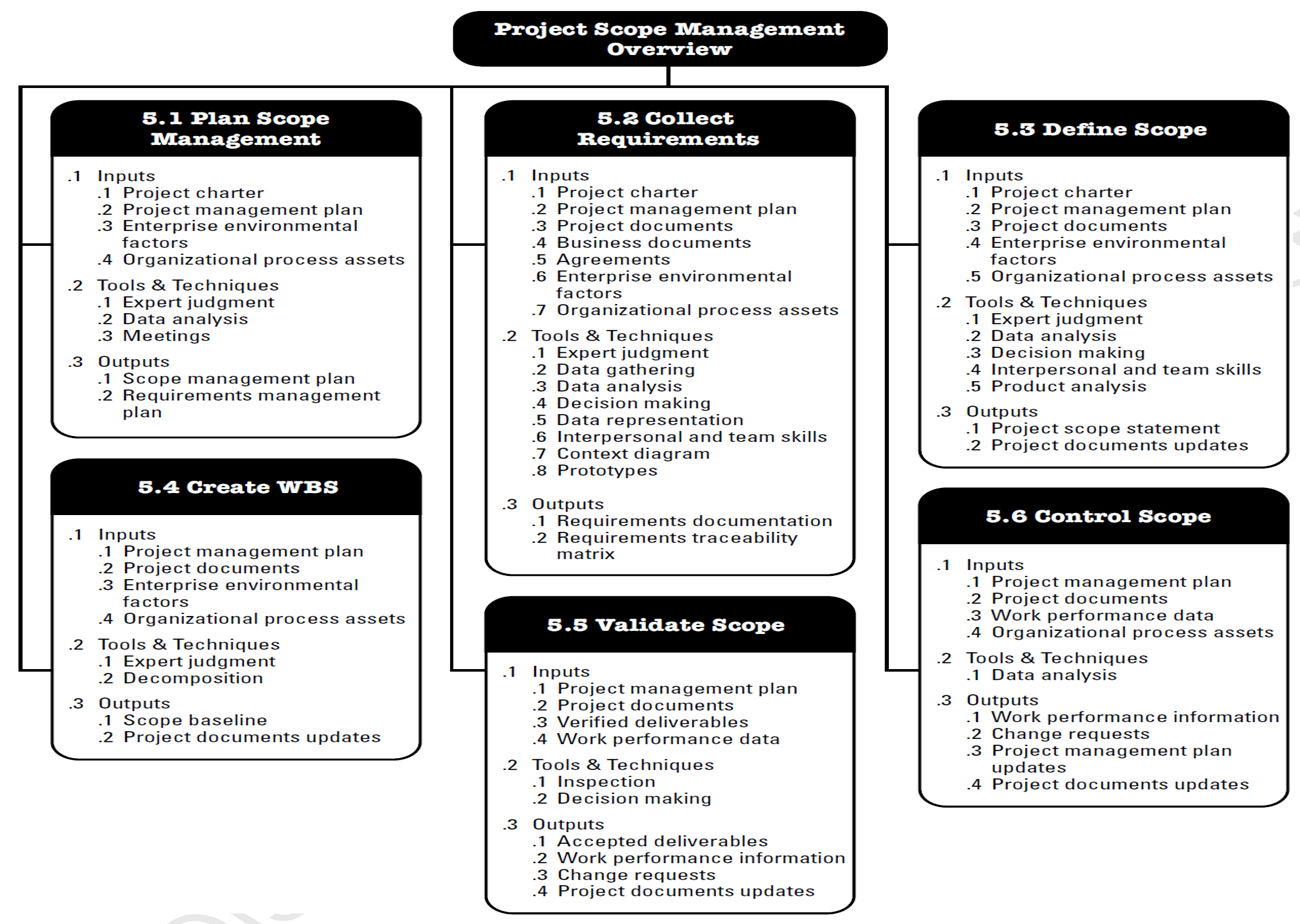 Project Scope Management
Overview
5.1 Plan Scope
Management
.1 Inputs
.1 Project charter
.2 Project management plan
.3 Enterprise environmental
factors
.4 Organizational process assets
.2 Tools & Techniques
.1 Expert judgment
.2 Data analysis
.3 Meetings
.3 Outputs
.1 Scope management plan
.2 Requirements management
plan
5.2 Collect
Requirements
.1 Inputs
.1 Project charter
.2 Project management plan
.3 Project documents
.4 Business documents
.5 Agreements
.6 Enterprise environmental
factors
.7 Organizational process assets
.2 Tools & Techniques
.1 Expert judgment
.2 Data gathering
.3 Data analysis
.4 Decision making
.5 Data representation
.6 Interpersonal and team skills
.7 Context diagram
.8 Prototypes
.3 Outputs
.1 Requirements documentation
.2 Requirements traceability
matrix
5.3 Define Scope
.1 Inputs
.1 Project charter
.2 Project management plan
.3 Project documents
.4 Enterprise environmental
factors
.5 Organizational process assets
.2 Tools & Techniques
.1 Expert judgment
.2 Data analysis
.3 Decision making
.4 Interpersonal and team skills
.5 Product analysis
.3 Outputs
.1 Project scope statement
.2 Project documents updates
5.4 Create WBS
.1 Inputs
.1 Project management plan
.2 Project documents
.3 Enterprise environmental
factors
.4 Organizational process assets
.2 Tools & Techniques
.1 Expert judgment
.2 Decomposition
.3 Outputs
.1 Scope baseline
.2 Project documents updates
5.5 Validate Scope
.1 Inputs
.1 Project management plan
.2 Project documents
.3 Verified deliverables
.4 Work performance data
.2 Tools & Techniques
.1 Inspection
.2 Decision making
.3 Outputs
.1 Accepted deliverables
.2 Work performance information
.3 Change requests
.4 Project documents updates
5.6 Control Scope
.1 Inputs
.1 Project management plan
.2 Project documents
.3 Work performance data
.4 Organizational process assets
.2 Tools & Techniques
.1 Data analysis
.3 Outputs
.1 Work performance information
.2 Change requests
.3 Project management plan
updates
.4 Project documents updates